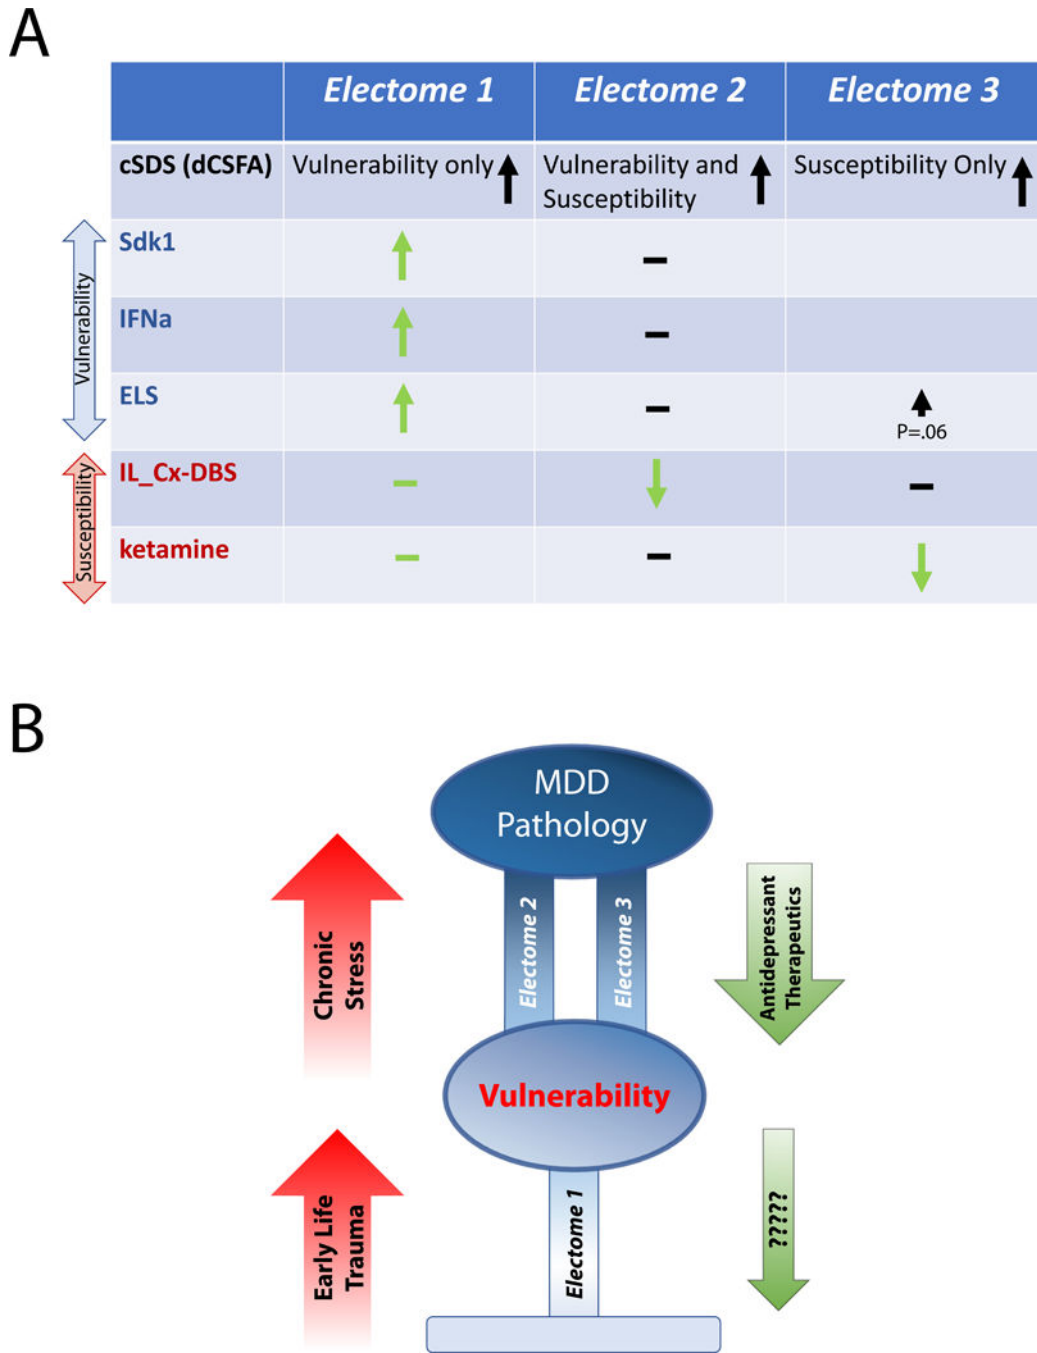 A
Electome 1 Electome 2 Electome 3
cSDS (dCSFA) Vulnerability only Vulnerability and Susceptibility Only
Susceptibility
Vulnerability
Sdk1
IFNa
ELS
P=.06
Susceptibility
IL_Cx-DBS
ketamine
B
MDD
Pathology
Chronic
Stress
Electome 2
Electome 3
Antidepressant
Therapeutics
Vulnerability
Early Life
Trauma
Electome 1
?????